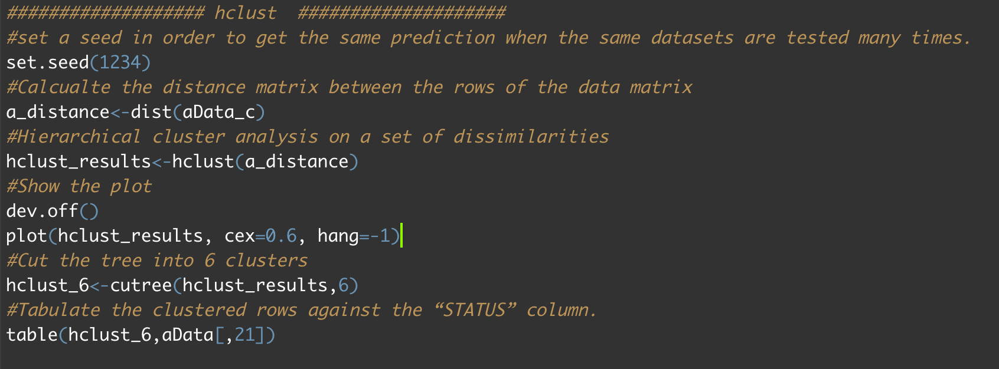 ################### hclust  ####################
#set a seed in order to get the same prediction when the same datasets are tested many times.
set.seed(1234)
#Calcualte the distance matrix between the rows of the data matrix
a_distance<-dist(aData_c)
#Hierarchical cluster analysis on a set of dissimilarities
hclust_results<-hclust(a_distance)
#Show the plot
dev.off()
plot(hclust_results, cex=0.6, hang=-1)
#Cut the tree into 6 clusters
hclust_6<-cutree(hclust_results,6)
#Tabulate the clustered rows against the “STATUS” column.
table(hclust_6,aData[,21])